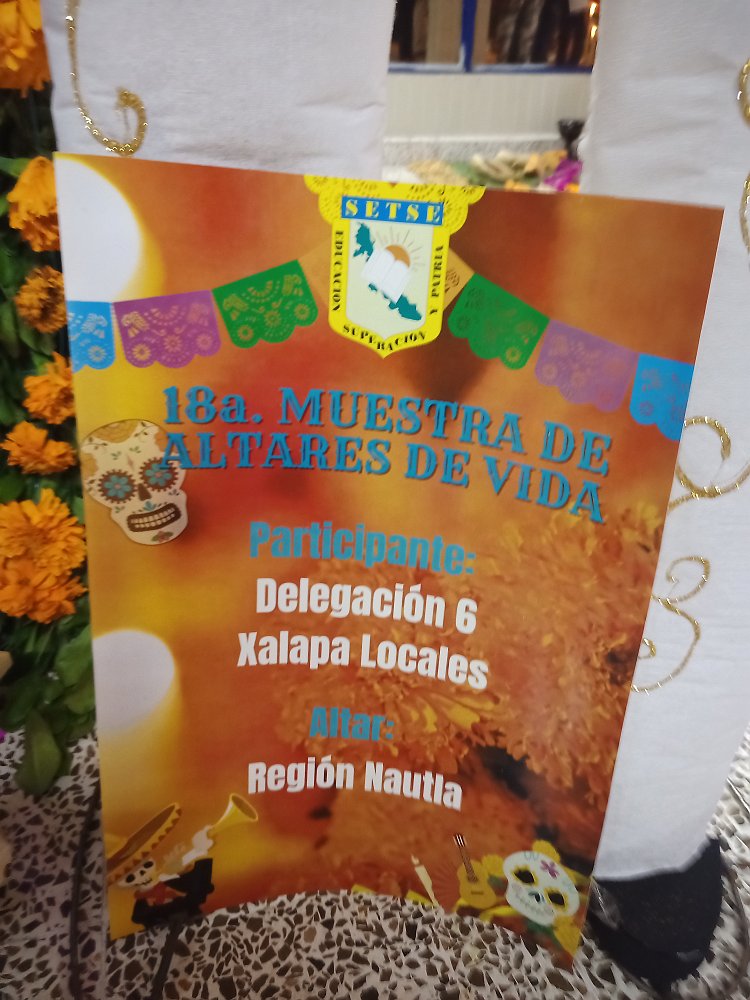 SETSE
EDUCACIÓN
SUPERACIÓN
Y PATRIA
18a. MUESTRA DE
ALTARES DE VIDA
Participante:
Delegación 6
Xalapa Locales
Altar:
Región Nautla